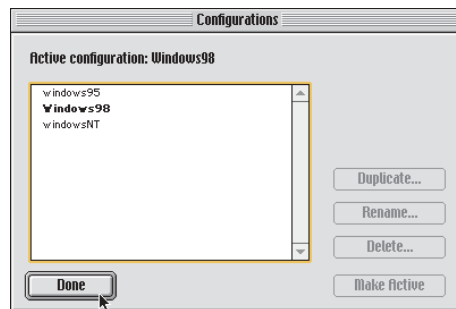 Configurations
Active configuration: Windows98
windows95
Windows98
windowsNT
Duplicate...
Rename...
Delete...
Done
Make Active